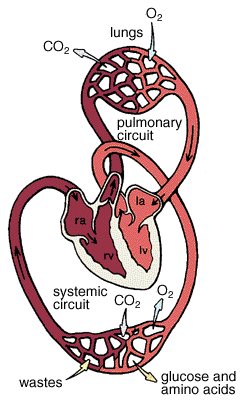 O2
lungs
CO2
pulmonary
circuit
la
ra
lv
rv
systemic
circuit
CO2
O2
wastes
glucose and
amino acids